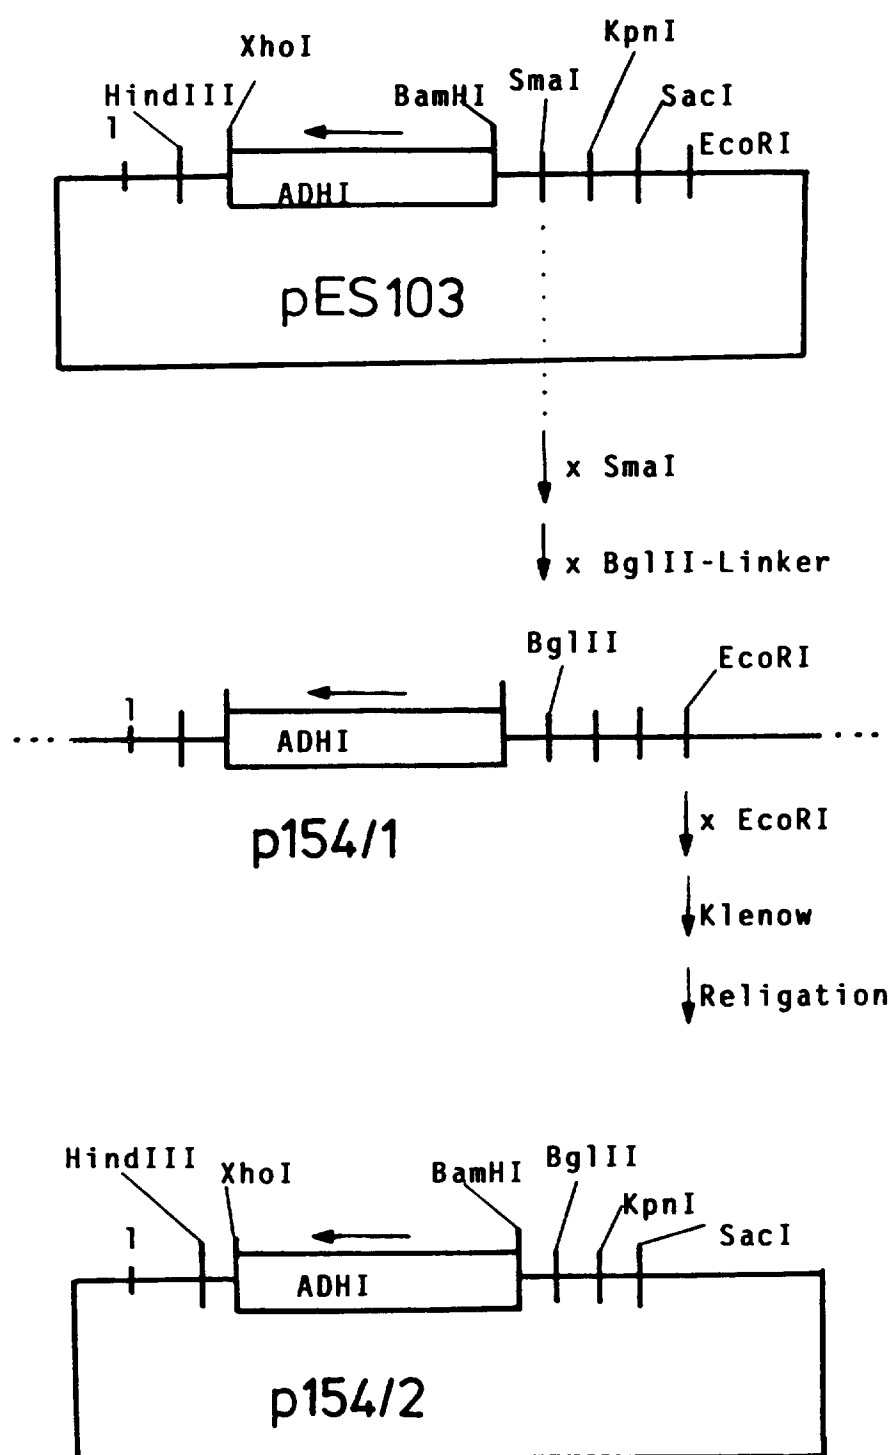 KpnI
XhoI
SmaI
HindIII
BamHI
SacI
1
EcoRI
ADHI
pES103
x SmaI
x BglII-Linker
BglII
EcoRI
1
ADHI
p154/1
x EcoRI
Klenow
Religation
HindIII
XhoI
BamHI
BglII
KpnI
SacI
1
ADHI
p154/2